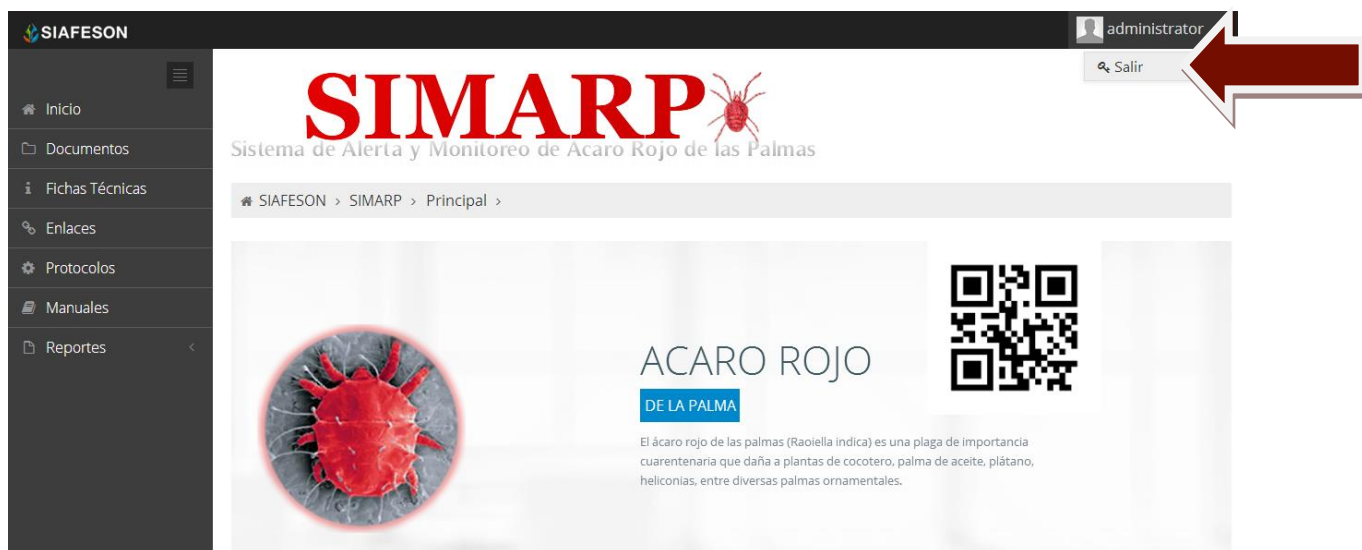 SIAFESON
administrator
Salir
Inicio
Documentos
Fichas Técnicas
Enlaces
Protocolos
Manuales
Reportes
SIMARP
Sistema de Alerta y Monitoreo de Acaro Rojo de las Palmas
SIAFESON > SIMARP > Principal >
ACARO ROJO
DE LA PALMA
El ácaro rojo de las palmas (Raoiella indica) es una plaga de importancia
cuarentenaria que daña a plantas de cocotero, palma de aceite, plátano,
heliconias, entre diversas palmas ornamentales.